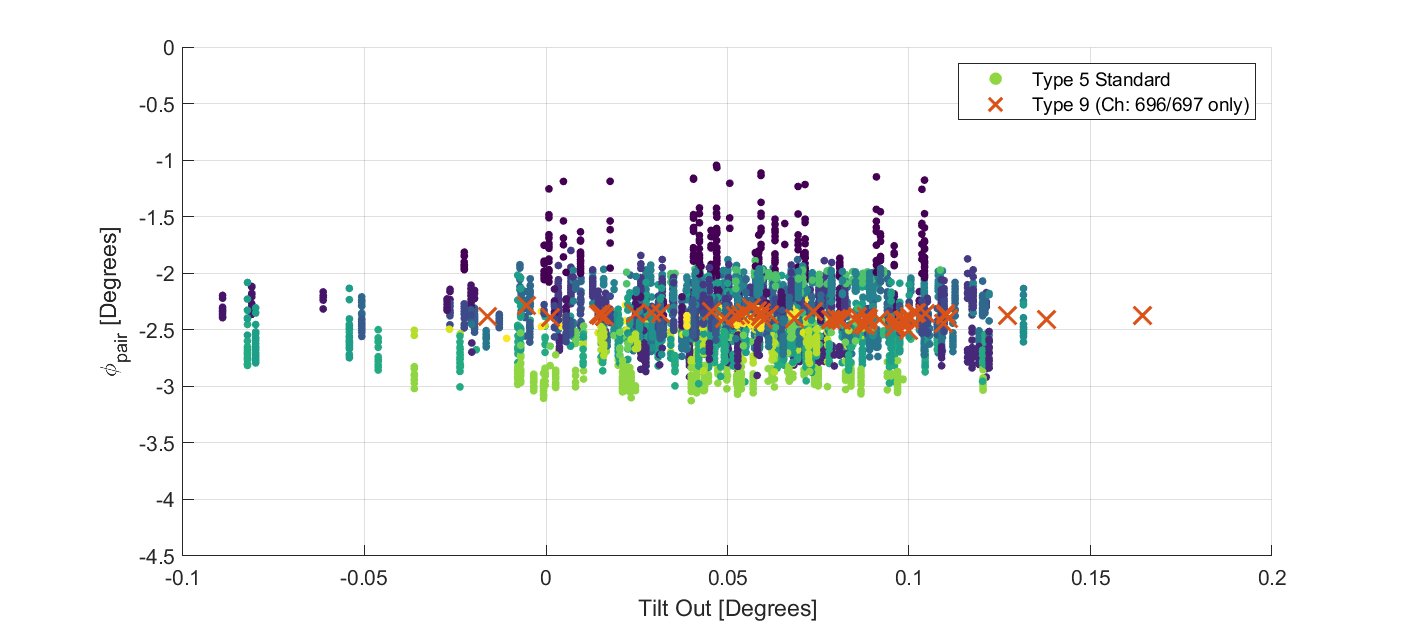 0
-0.5
-1
-1.5
-2
-2.5
-3
-3.5
-4
-4.5
ϕpair [Degrees]
Type 5 Standard
Type 9 (Ch: 696/697 only)
-0.1 -0.05 0 0.05 0.1 0.15 0.2
Tilt Out [Degrees]